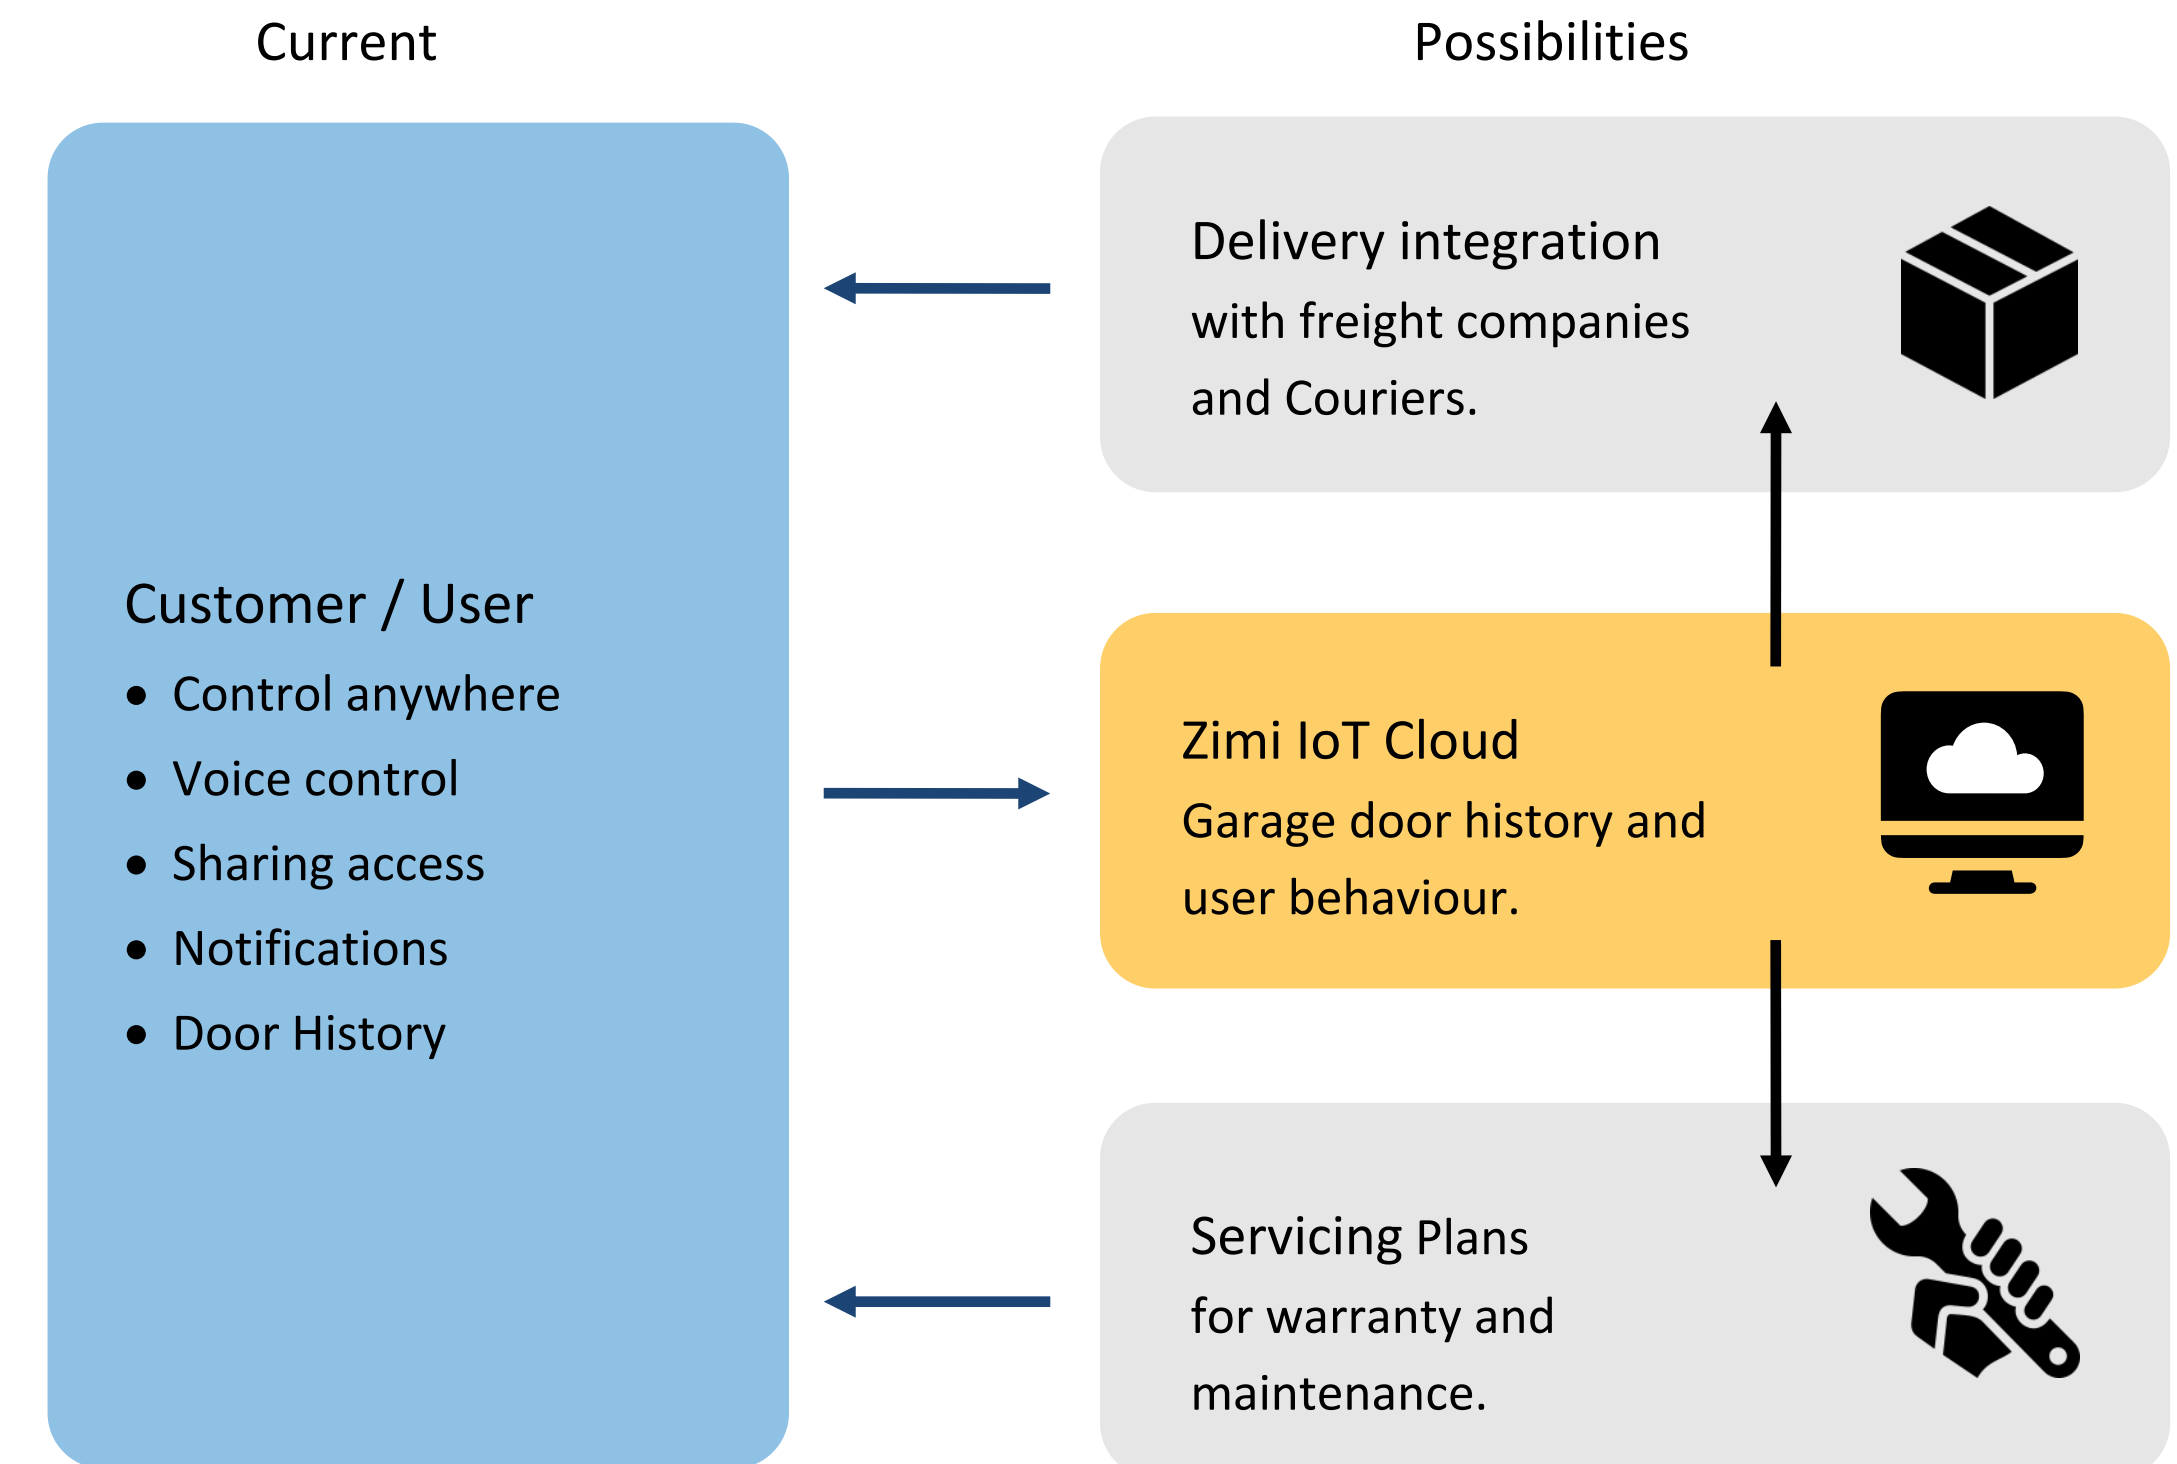 Current
Possibilities
Customer / User
• Control anywhere
• Voice control
• Sharing access
• Notifications
• Door History
Delivery integration
with freight companies
and Couriers.
Zimi IoT Cloud
Garage door history and
user behaviour.
Servicing Plans
for warranty and
maintenance.